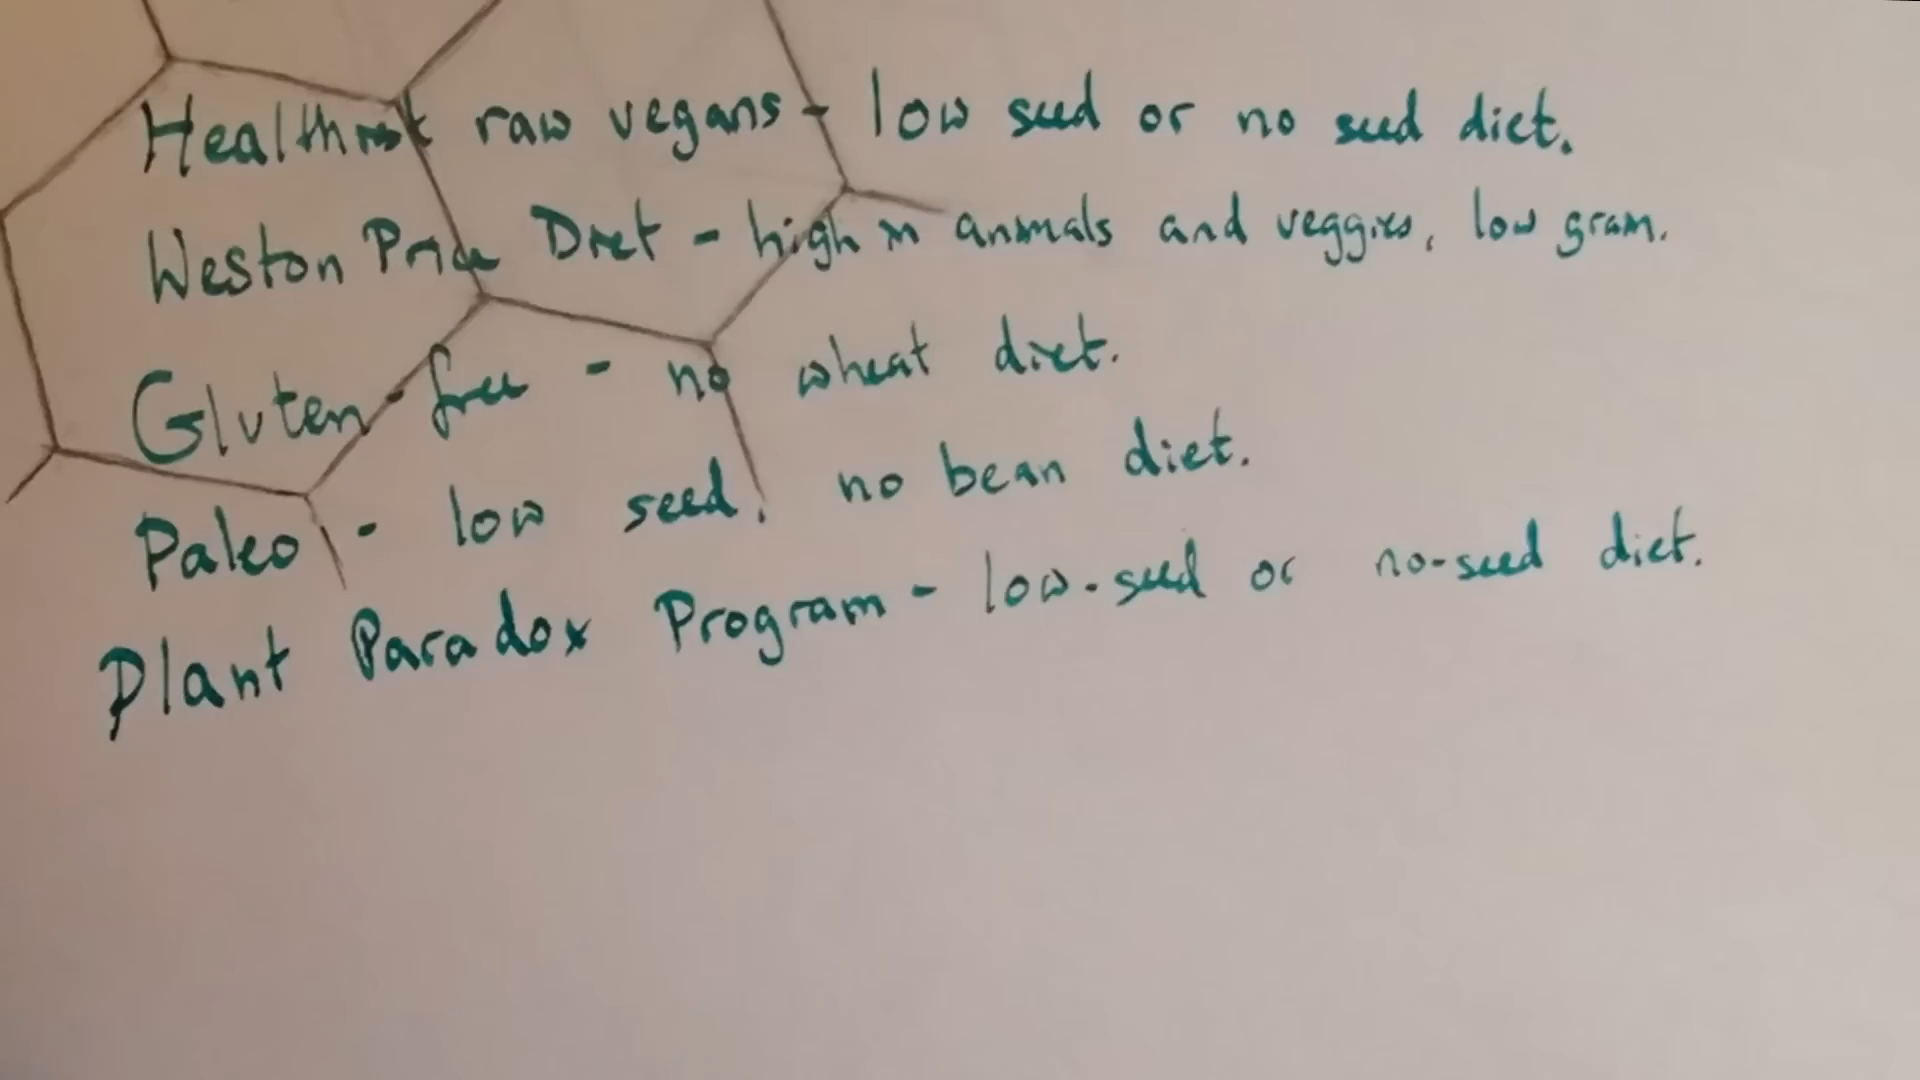 Healthiest raw vegans - low seed or no seed diet.
Weston Price Diet - high in animals and veggies, low grain.
Gluten-free - no wheat diet.
Paleo - low seed, no bean diet.
Plant Paradox Program - low-seed or no-seed diet.